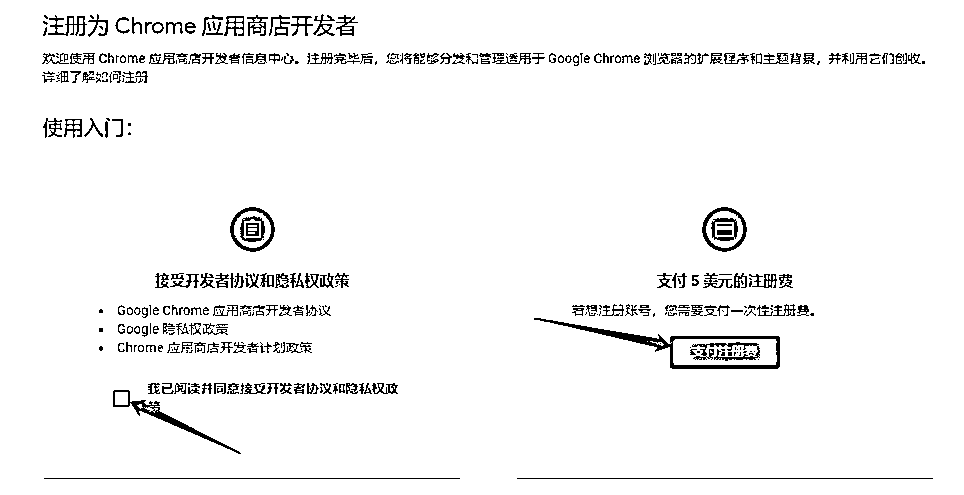 注册为 Chrome 应用商店开发者
欢迎使用 Chrome 应用商店开发者信息中心。注册完毕后，您将能够分发和管理适用于 Google Chrome 浏览器的扩展程序和主题背景，并利用它们创收。
详细了解如何注册
使用入门：
接受开发者协议和隐私权政策
• Google Chrome 应用商店开发者协议
• Google 隐私权政策
• Chrome 应用商店开发者计划政策
我已阅读并同意接受开发者协议和隐私权政
策
支付 5 美元的注册费
若想注册账号，您需要支付一次性注册费。
支付注册费